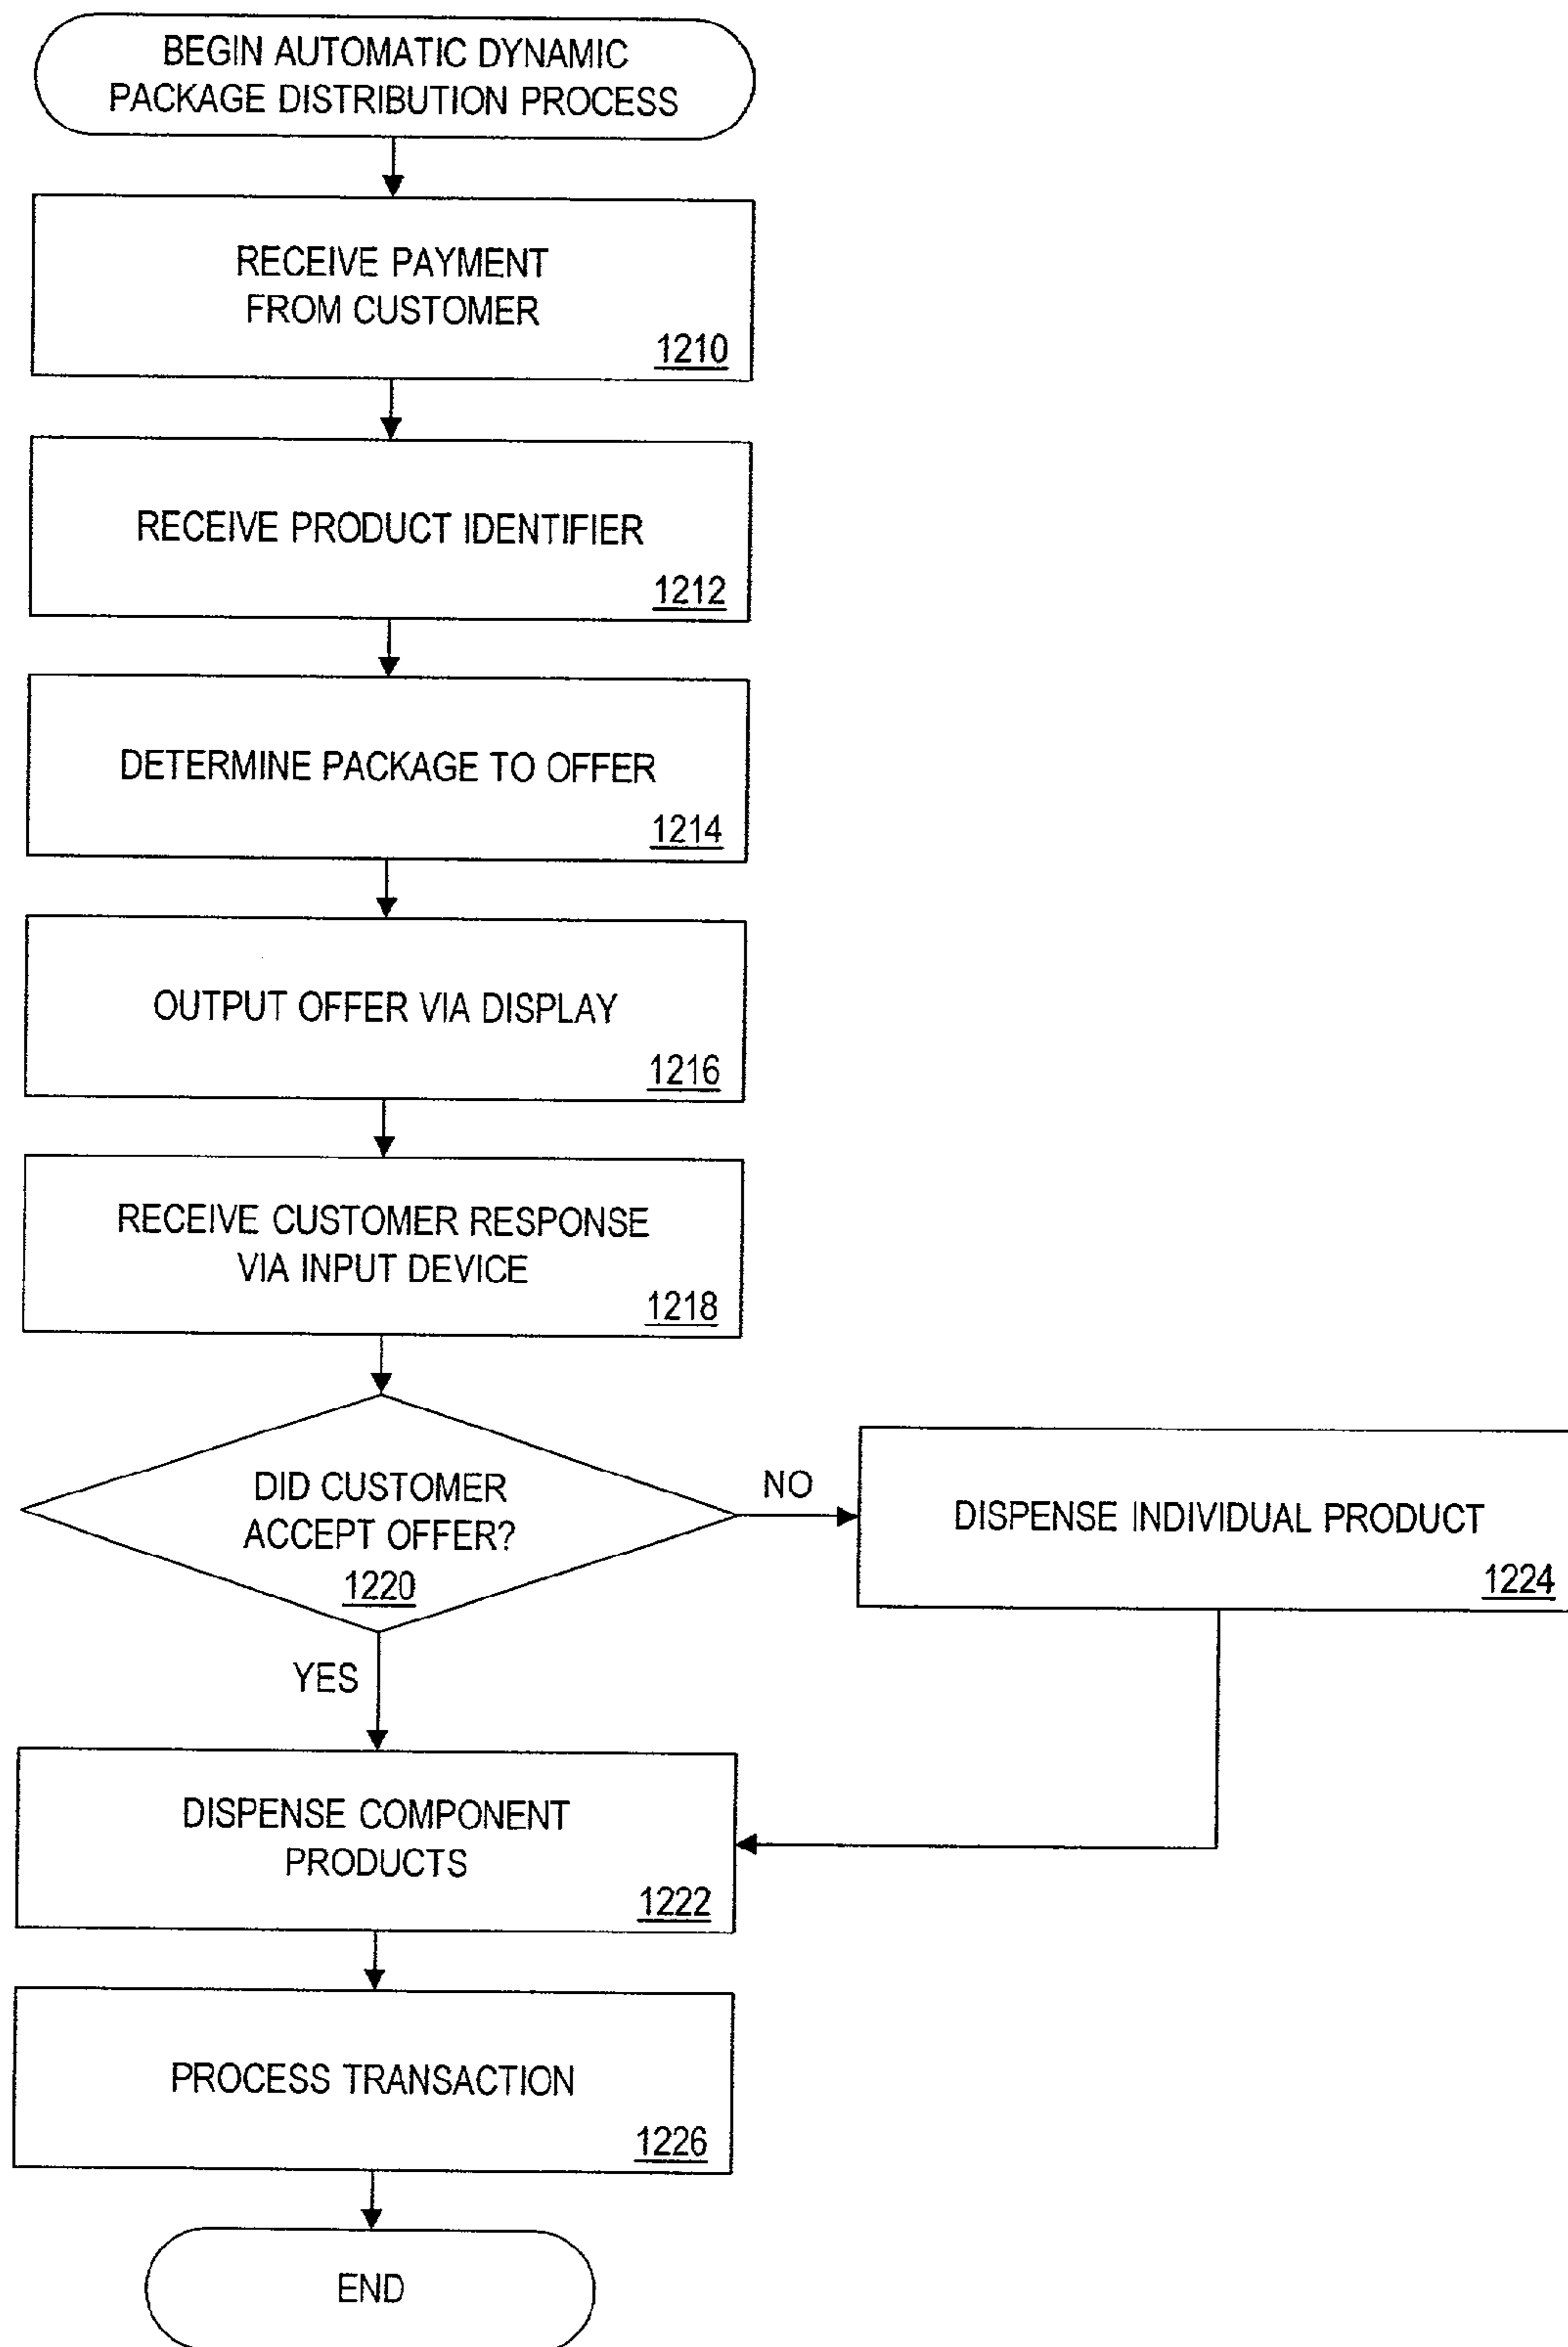 BEGIN AUTOMATIC DYNAMIC
PACKAGE DISTRIBUTION PROCESS
RECEIVE PAYMENT
FROM CUSTOMER
1210
RECEIVE PRODUCT IDENTIFIER
1212
DETERMINE PACKAGE TO OFFER
1214
OUTPUT OFFER VIA DISPLAY
1216
RECEIVE CUSTOMER RESPONSE
VIA INPUT DEVICE
1218
DID CUSTOMER
ACCEPT OFFER?
1220
NO
DISPENSE INDIVIDUAL PRODUCT
1224
YES
DISPENSE COMPONENT
PRODUCTS
1222
PROCESS TRANSACTION
1226
END